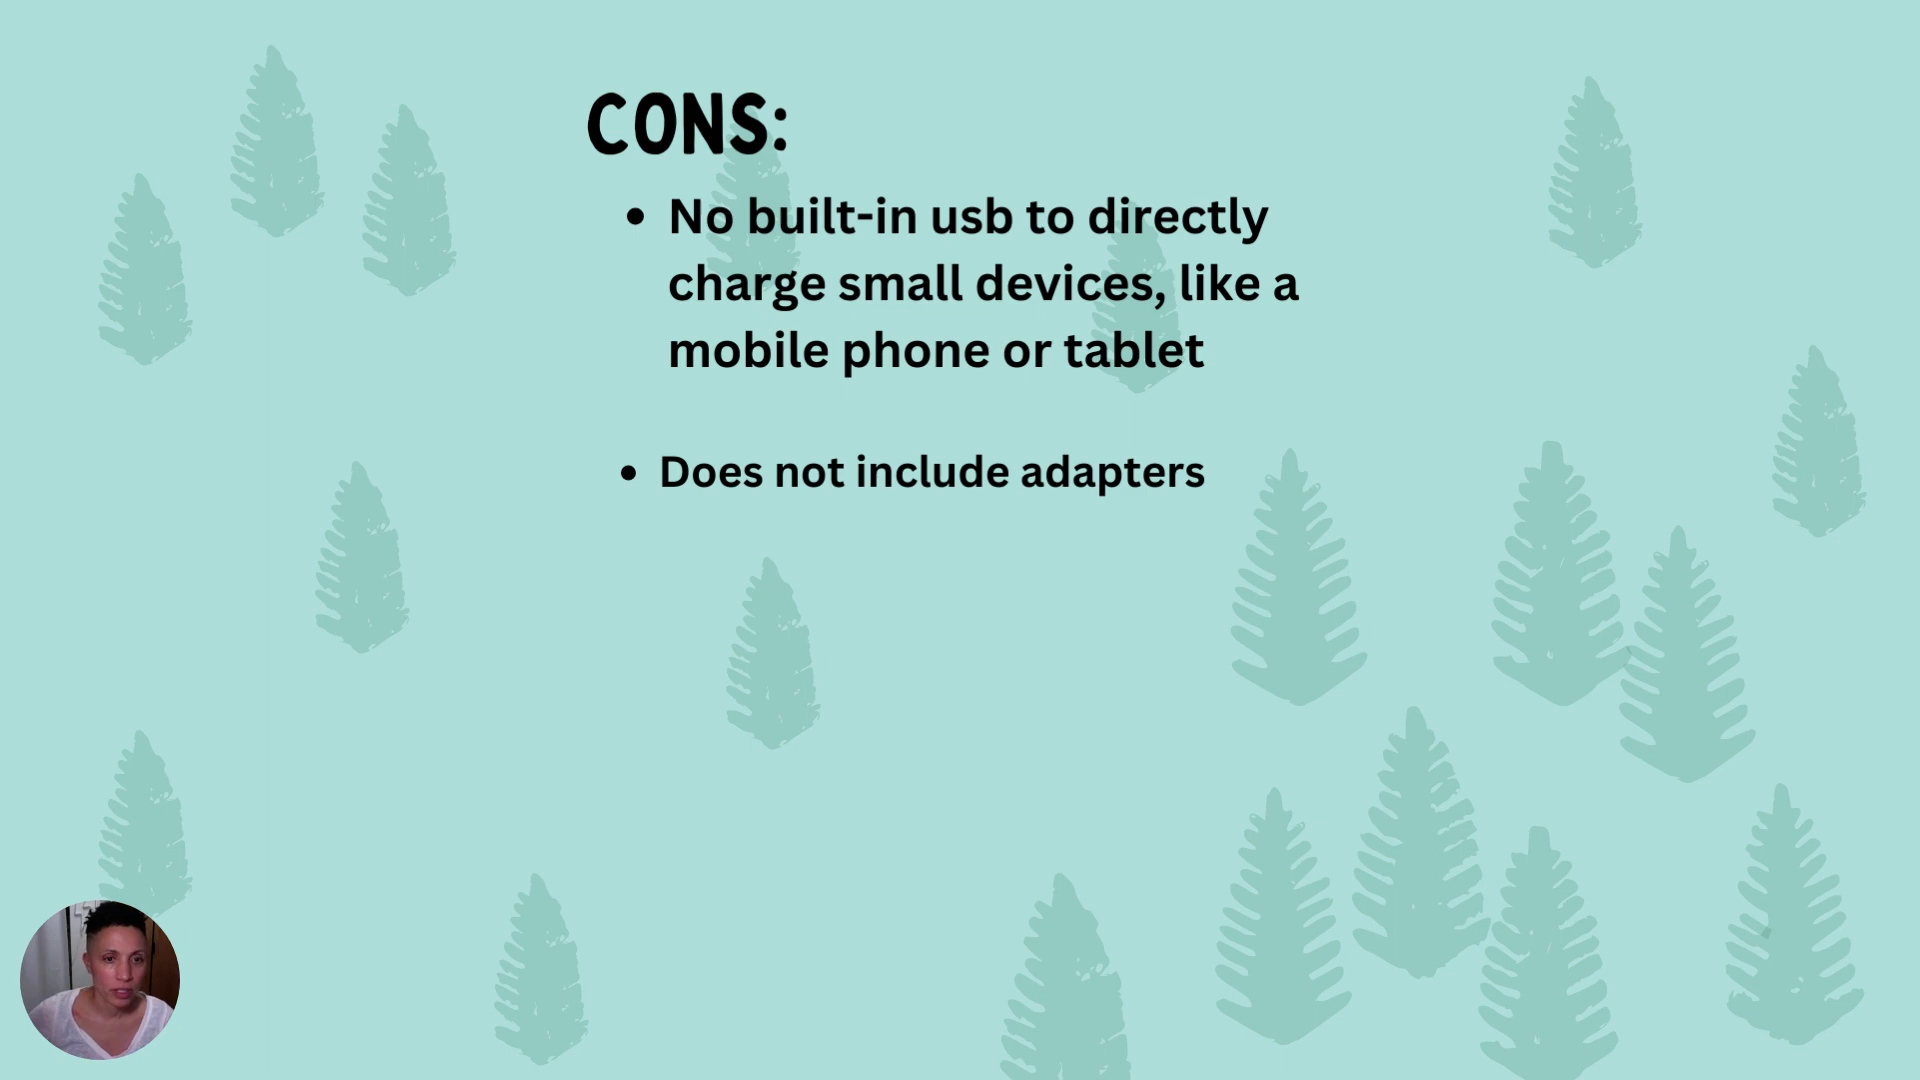 CONS:
• No built-in usb to directly
charge small devices, like a
mobile phone or tablet
• Does not include adapters